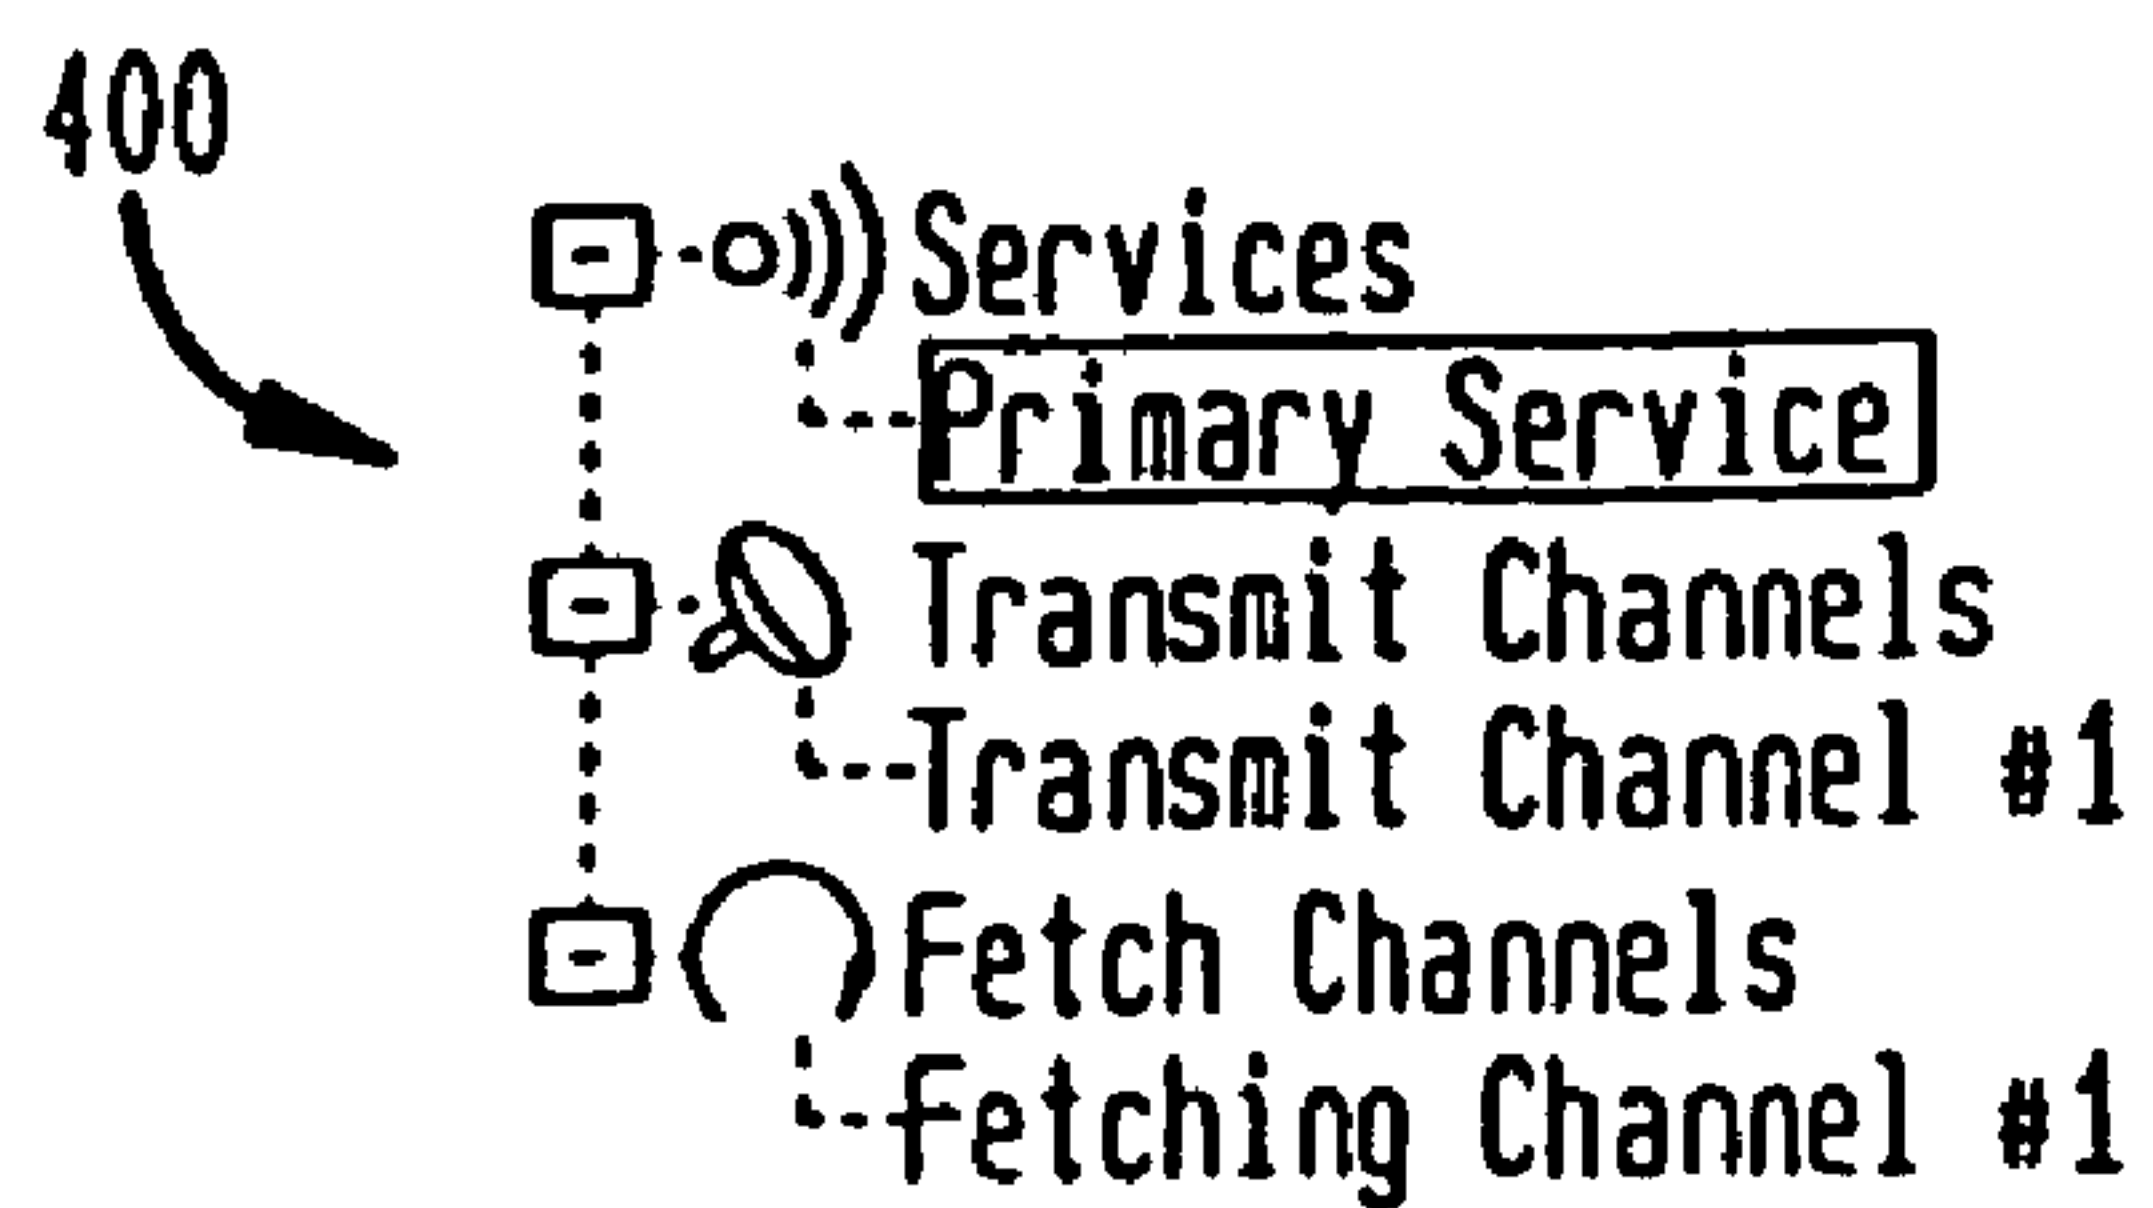 400
Services
Primary Service
Transmit Channels
Transmit Channel #1
Fetch Channels
Fetching Channel #1